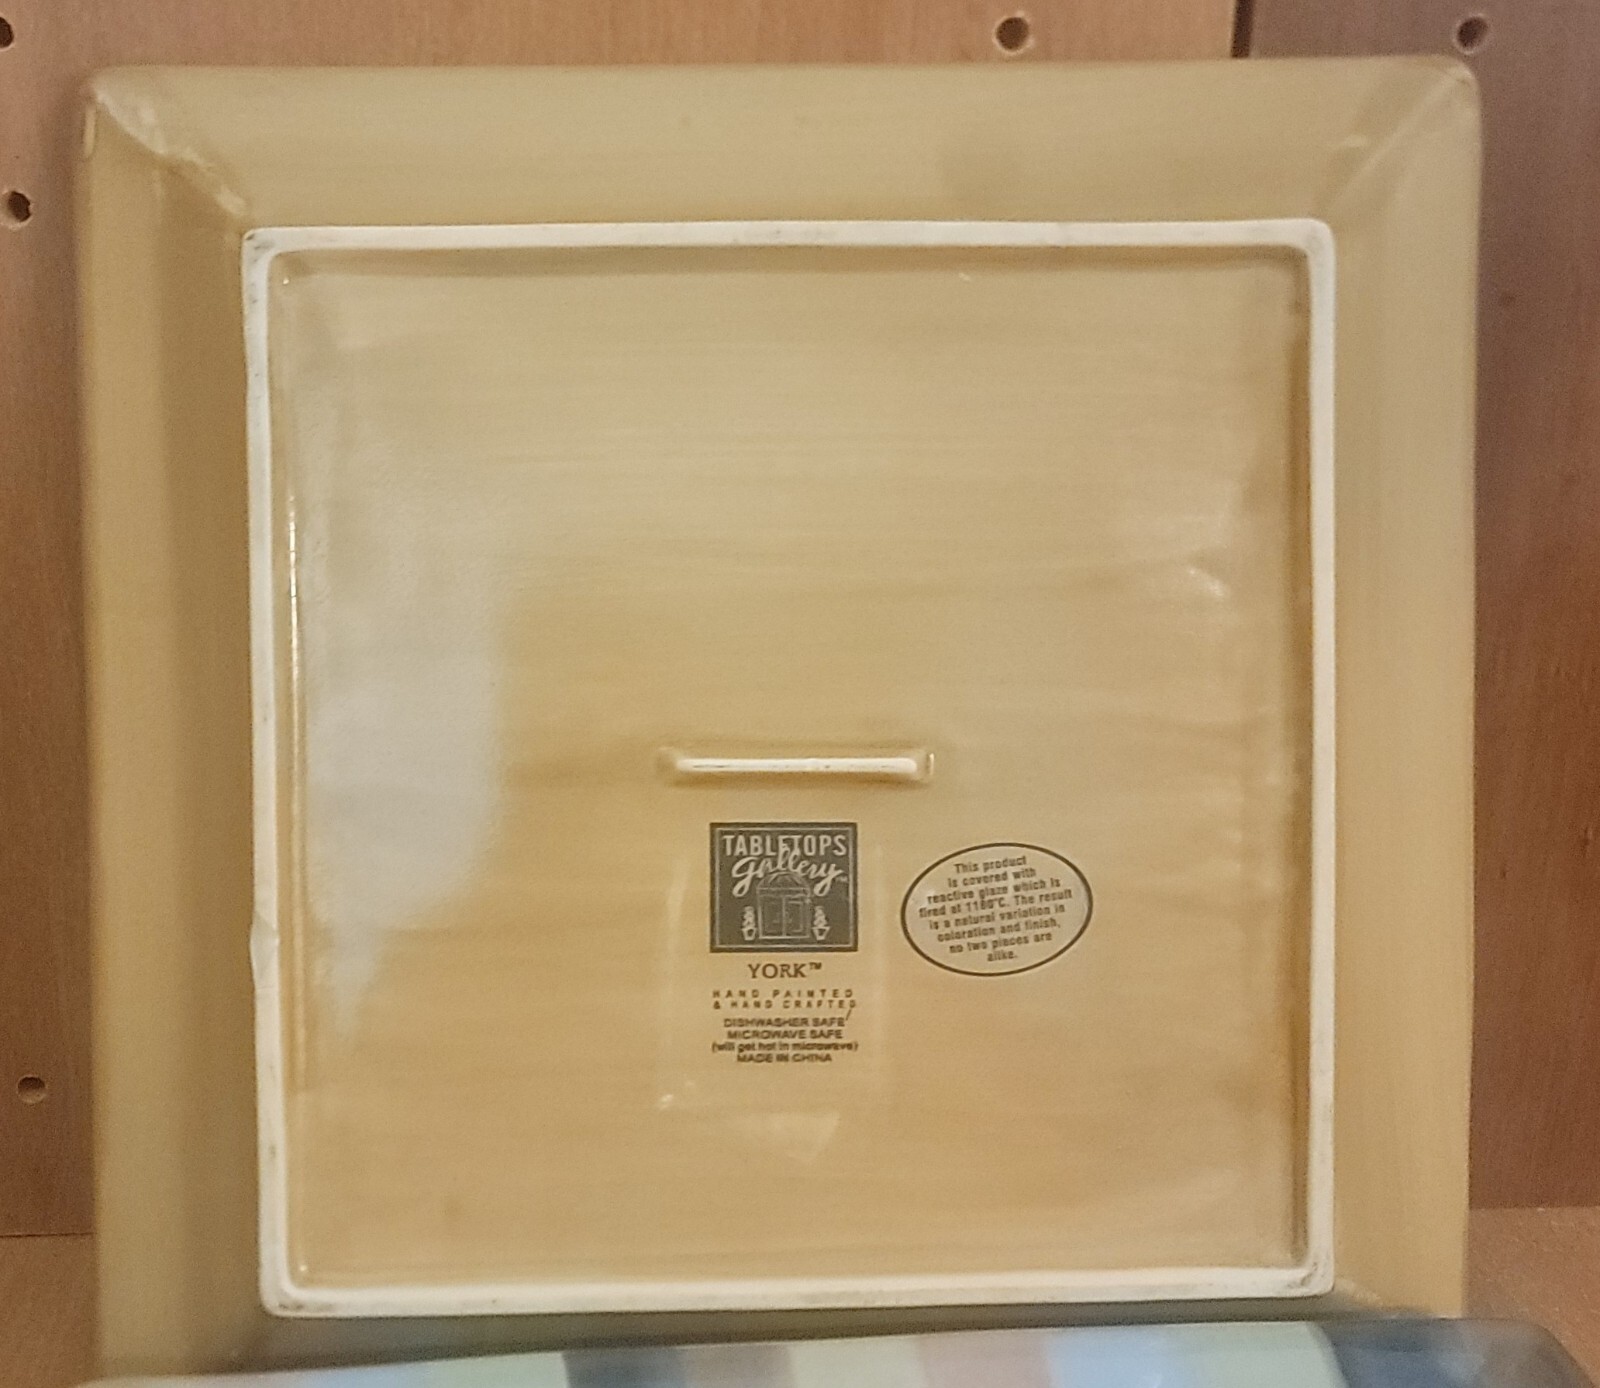 TABLETOPS
gallery™
YORK™
HAND PAINTED
& HAND CRAFTED
DISHWASHER SAFE
MICROWAVE SAFE
(will get hot in microwave)
MADE IN CHINA
This product
is covered with
reactive glaze which is
fired at 1180°C. The result
is a natural variation in
coloration and finish,
no two pieces are
alike.